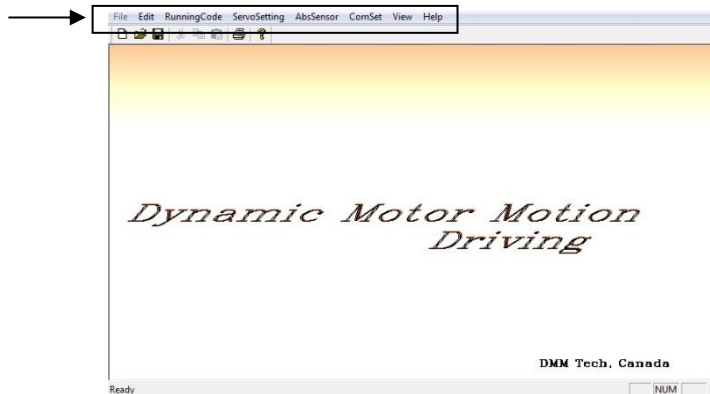 File Edit RunningCode ServoSetting AbsSensor ComSet View Help
Dynamic Motor Motion
Driving
DMM Tech, Canada
Ready NUM